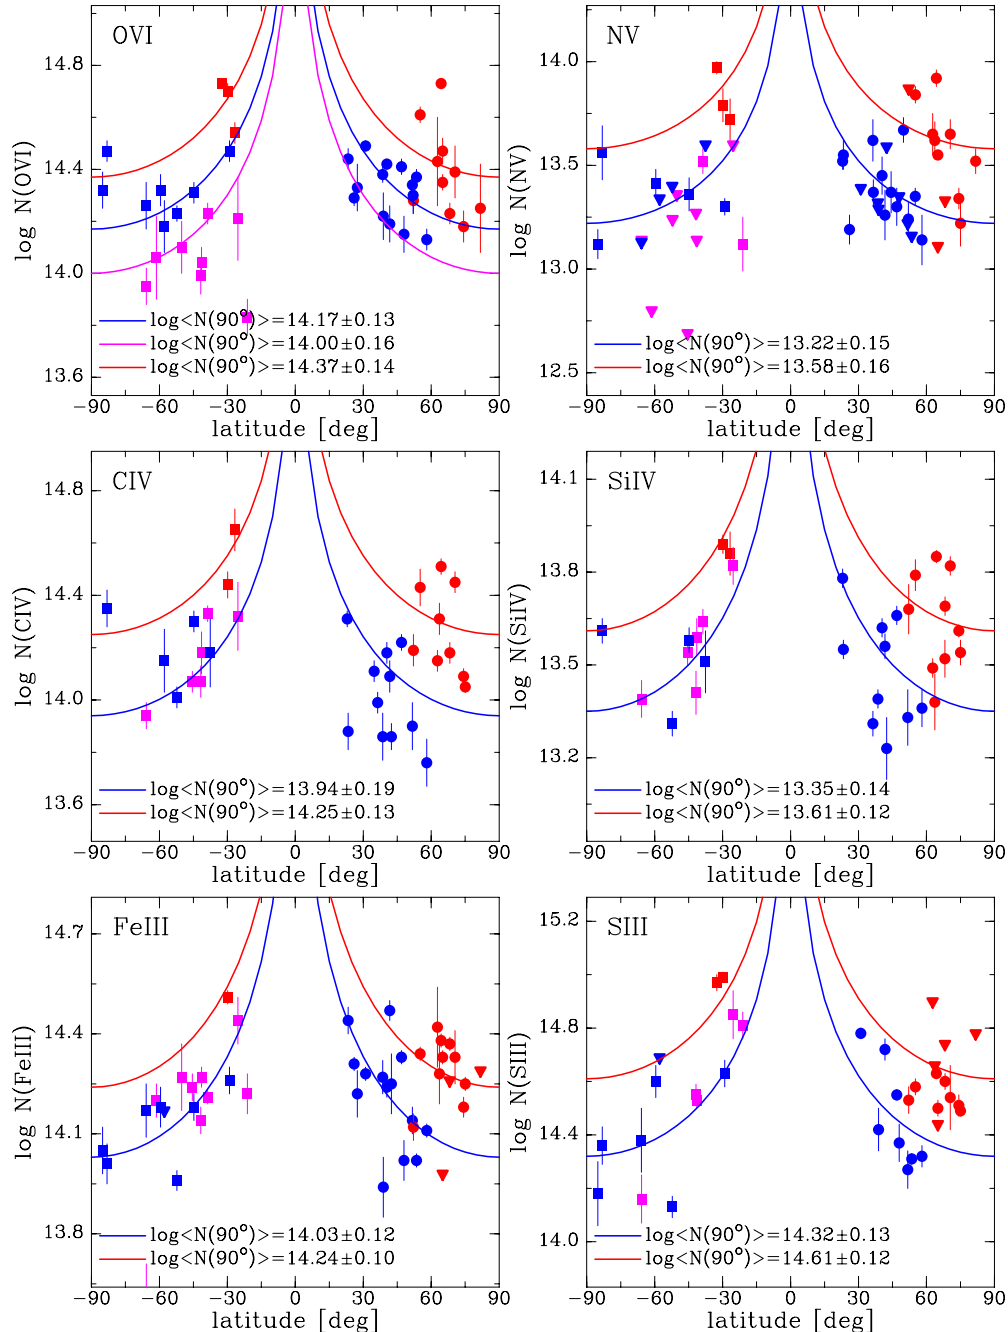 OVI
14.8
14.4
14.0
13.6
log N(OVI)
log<N(90°)>=14.17±0.13
log<N(90°)>=14.00±0.16
log<N(90°)>=14.37±0.14
−90 −60 −30 0 30 60 90
latitude [deg]
NV
14.0
13.5
13.0
12.5
log N(NV)
log<N(90°)>=13.22±0.15
log<N(90°)>=13.58±0.16
−90 −60 −30 0 30 60 90
latitude [deg]
CIV
14.8
14.4
14.0
13.6
log N(CIV)
log<N(90°)>=13.94±0.19
log<N(90°)>=14.25±0.13
−90 −60 −30 0 30 60 90
latitude [deg]
SiIV
14.1
13.8
13.5
13.2
log N(SiIV)
log<N(90°)>=13.35±0.14
log<N(90°)>=13.61±0.12
−90 −60 −30 0 30 60 90
latitude [deg]
FeIII
14.7
14.4
14.1
13.8
log N(FeIII)
log<N(90°)>=14.03±0.12
log<N(90°)>=14.24±0.10
−90 −60 −30 0 30 60 90
latitude [deg]
SIII
15.2
14.8
14.4
14.0
log N(SIII)
log<N(90°)>=14.32±0.13
log<N(90°)>=14.61±0.12
−90 −60 −30 0 30 60 90
latitude [deg]